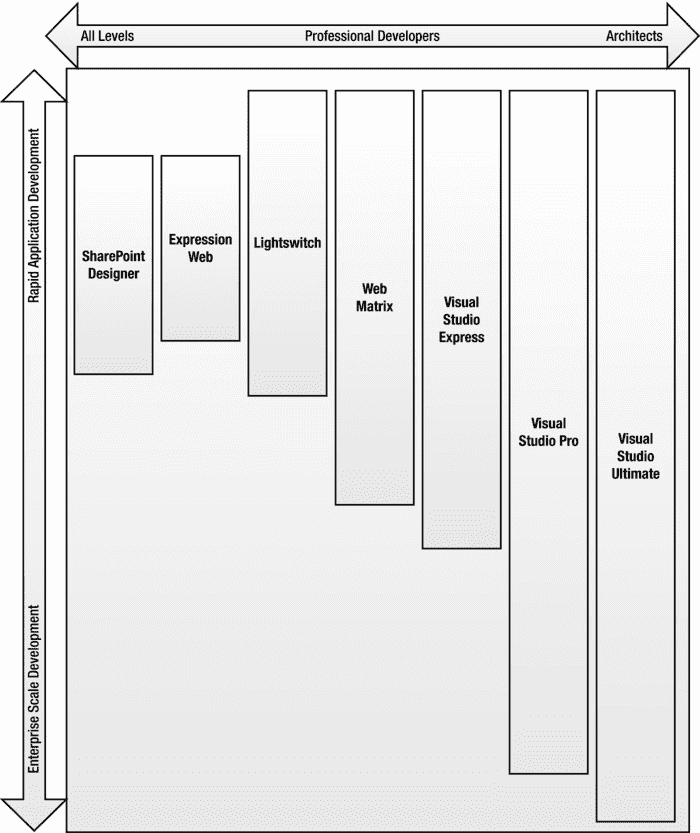 All Levels
Professional Developers
Architects
Rapid Application Development
Enterprise Scale Development
SharePoint
Designer
Expression
Web
Lightswitch
Web
Matrix
Visual
Studio
Express
Visual
Studio Pro
Visual
Studio
Ultimate